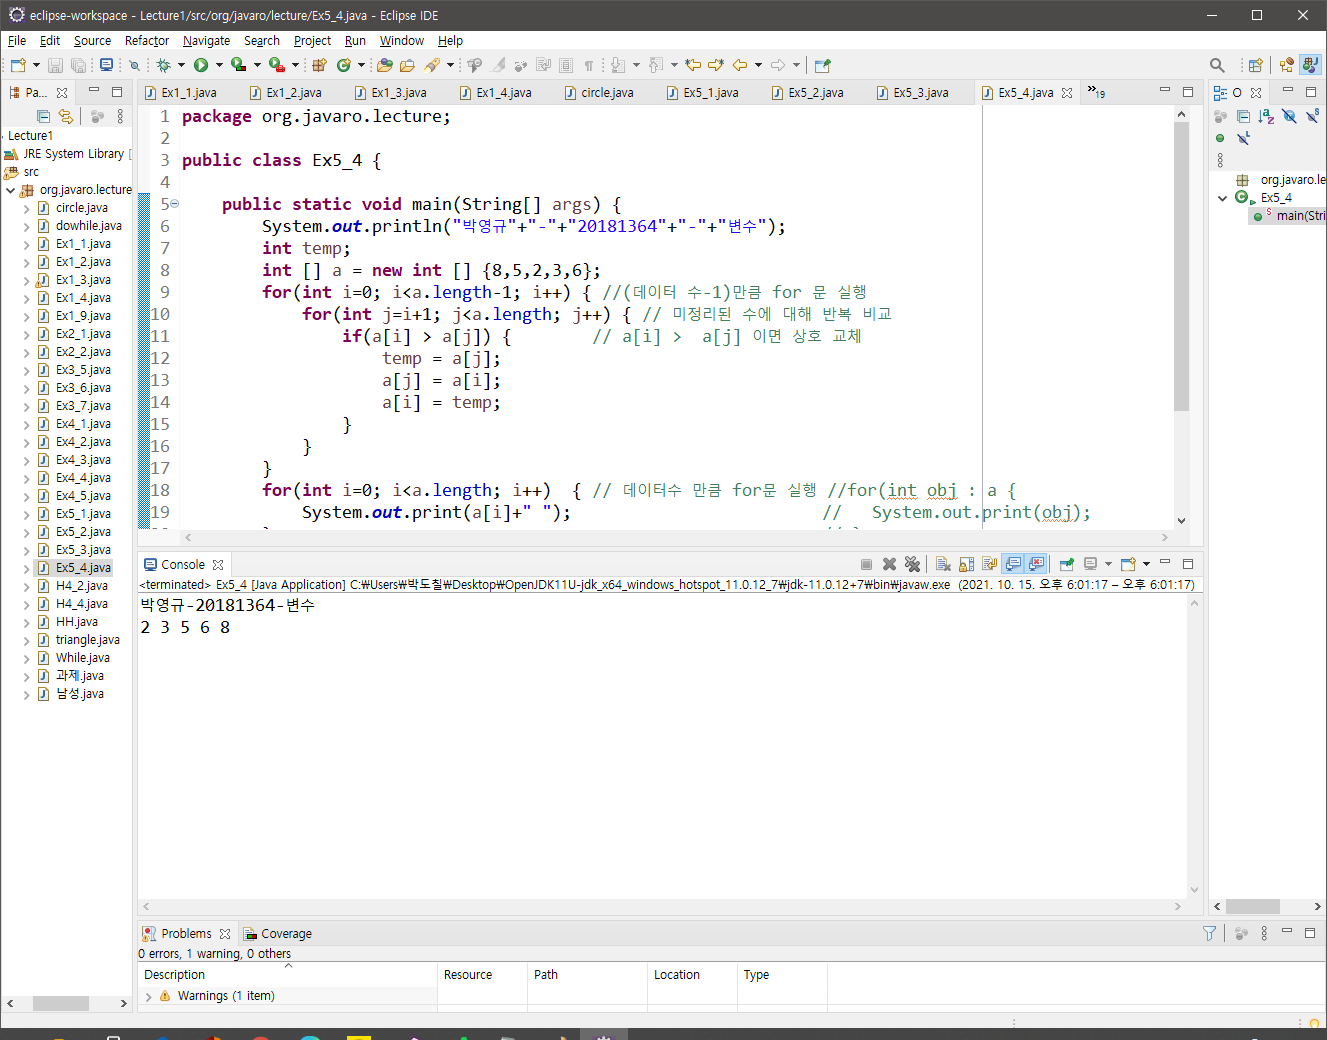 eclipse-workspace - Lecture1/src/org/javaro/lecture/Ex5_4.java - Eclipse IDE
File Edit Source Refactor Navigate Search Project Run Window Help
Pa...
Ex1_1.java Ex1_2.java Ex1_3.java Ex1_4.java circle.java Ex5_1.java Ex5_2.java Ex5_3.java Ex5_4.java »19
O
Lecture1
JRE System Library [
src
org.javaro.lecture
circle.java
dowhile.java
Ex1_1.java
Ex1_2.java
Ex1_3.java
Ex1_4.java
Ex1_9.java
Ex2_1.java
Ex2_2.java
Ex3_5.java
Ex3_6.java
Ex3_7.java
Ex4_1.java
Ex4_2.java
Ex4_3.java
Ex4_4.java
Ex4_5.java
Ex5_1.java
Ex5_2.java
Ex5_3.java
Ex5_4.java
H4_2.java
H4_4.java
HH.java
triangle.java
While.java
과제.java
남성.java
1 package org.javaro.lecture;
2
3 public class Ex5_4 {
4
5 public static void main(String[] args) {
6 System.out.println("박영규"+"-"+"20181364"+"-"+"변수");
7 int temp;
8 int [] a = new int [] {8,5,2,3,6};
9 for(int i=0; i<a.length-1; i++) { //(데이터 수-1)만큼 for 문 실행
10 for(int j=i+1; j<a.length; j++) { // 미정리된 수에 대해 반복 비교
11 if(a[i] > a[j]) { // a[i] > a[j] 이면 상호 교체
12 temp = a[j];
13 a[j] = a[i];
14 a[i] = temp;
15 }
16 }
17 }
18 for(int i=0; i<a.length; i++) { // 데이터수 만큼 for문 실행 //for(int obj : a {
19 System.out.print(a[i]+" "); // System.out.print(obj);
org.javaro.le
Ex5_4
main(Stri
Console
<terminated> Ex5_4 [Java Application] C:₩Users₩박도칠₩Desktop₩OpenJDK11U-jdk_x64_windows_hotspot_11.0.12_7₩jdk-11.0.12+7₩bin₩javaw.exe (2021. 10. 15. 오후 6:01:17 – 오후 6:01:17)
박영규-20181364-변수
2 3 5 6 8
Problems Coverage
0 errors, 1 warning, 0 others
Description Resource Path Location Type
Warnings (1 item)